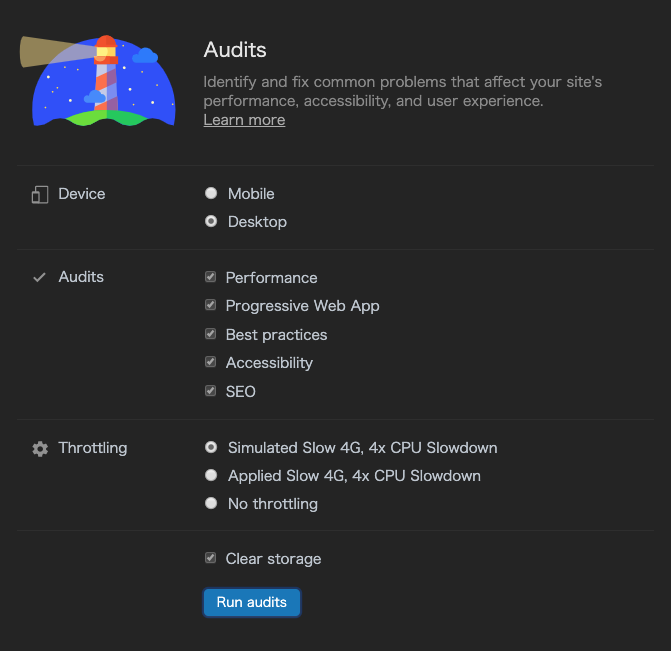 Audits
Identify and fix common problems that affect your site's
performance, accessibility, and user experience.
Learn more
Device
Mobile
Desktop
Audits
Performance
Progressive Web App
Best practices
Accessibility
SEO
Throttling
Simulated Slow 4G, 4x CPU Slowdown
Applied Slow 4G, 4x CPU Slowdown
No throttling
Clear storage
Run audits